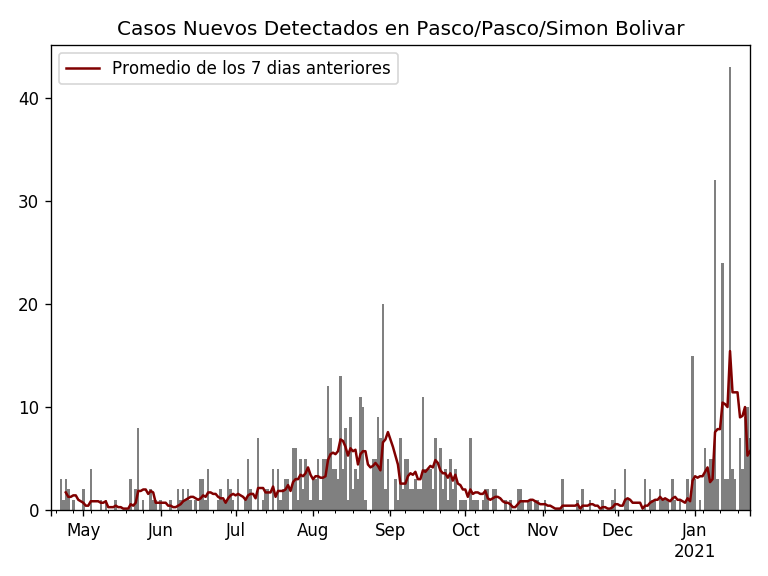 Casos Nuevos Detectados en Pasco/Pasco/Simon Bolivar
Promedio de los 7 dias anteriores
40
30
20
10
0
May Jun Jul Aug Sep Oct Nov Dec Jan
2021